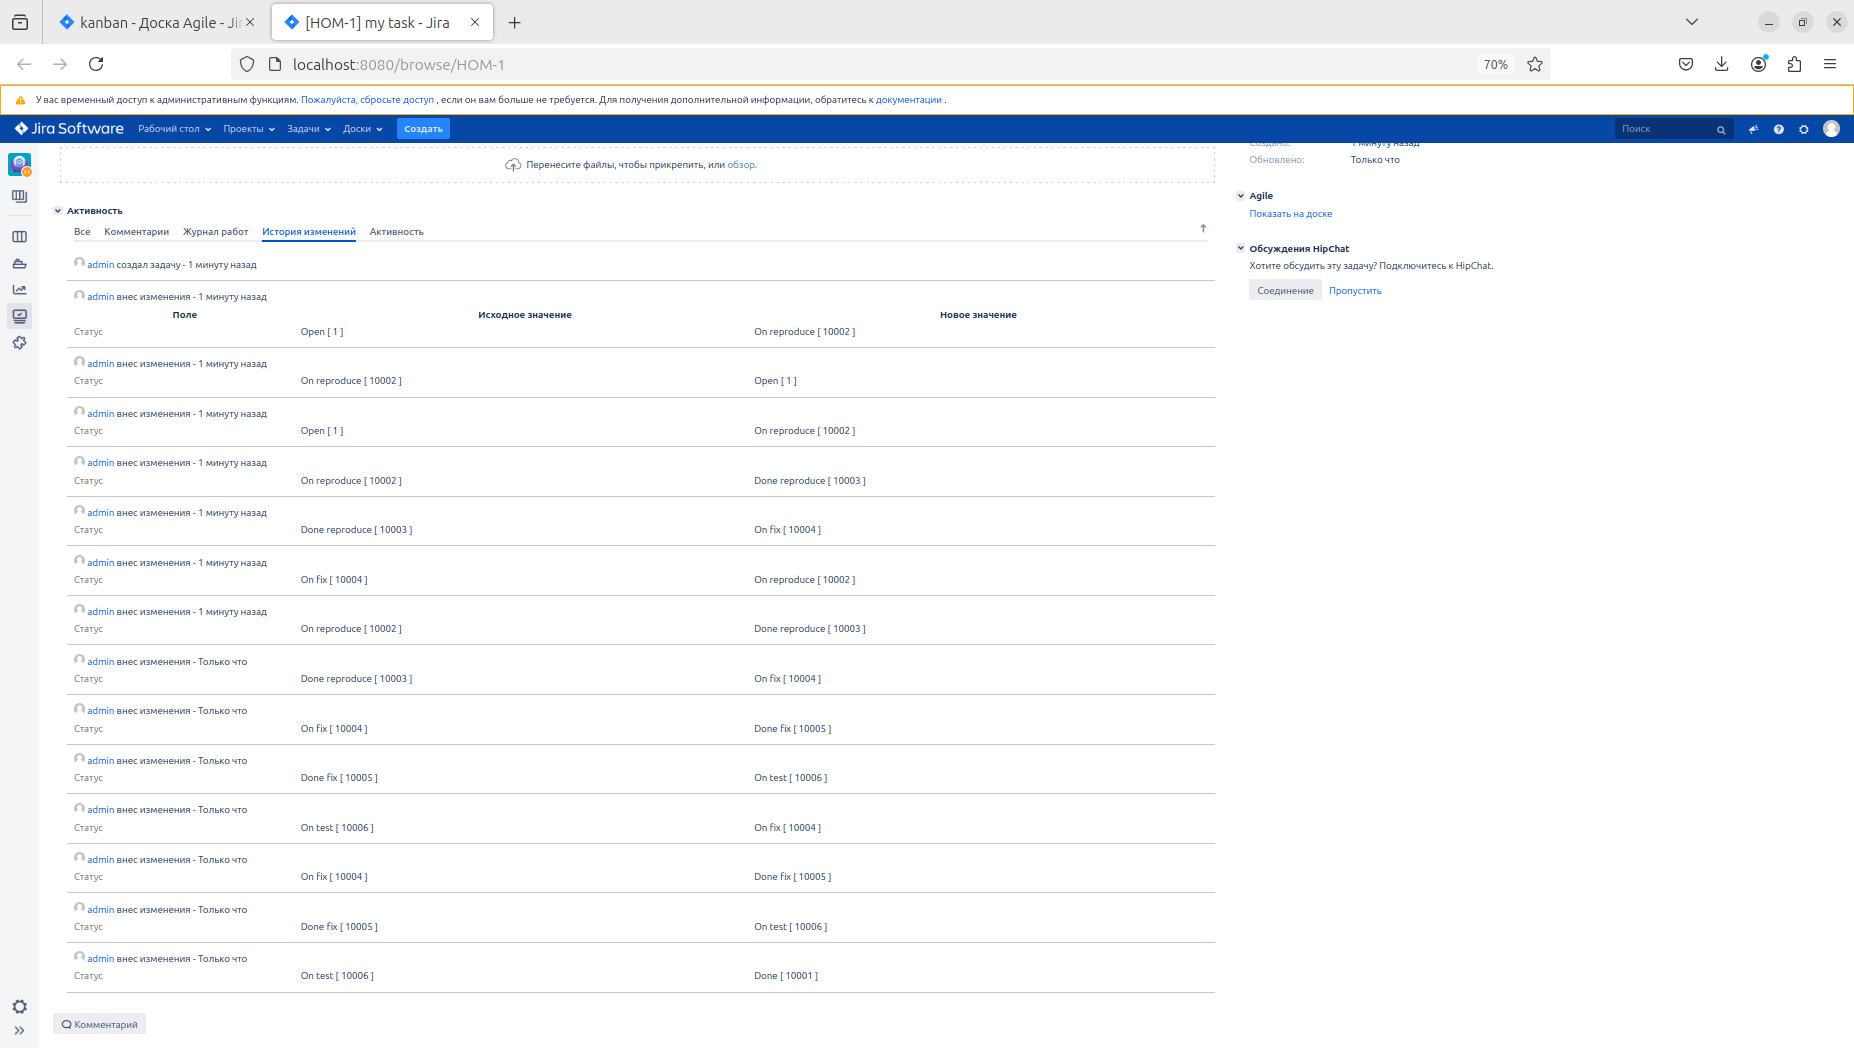 kanban - Доска Agile - Jir
[HOM-1] my task - Jira
localhost:8080/browse/HOM-1
70%
У вас временный доступ к административным функциям. Пожалуйста, сбросьте доступ , если он вам больше не требуется. Для получения дополнительной информации, обратитесь к документации .
Jira Software
Рабочий стол
Проекты
Задачи
Доски
Создать
Поиск
Перенесите файлы, чтобы прикрепить, или обзор.
Создано: 1 минуту назад
Обновлено: Только что
Agile
Показать на доске
Обсуждения HipChat
Хотите обсудить эту задачу? Подключитесь к HipChat.
Соединение Пропустить
Активность
Все Комментарии Журнал работ История изменений Активность
admin создал задачу - 1 минуту назад
admin внес изменения - 1 минуту назад
Поле Исходное значение Новое значение
Статус Open [ 1 ] On reproduce [ 10002 ]
admin внес изменения - 1 минуту назад
Статус On reproduce [ 10002 ] Open [ 1 ]
admin внес изменения - 1 минуту назад
Статус Open [ 1 ] On reproduce [ 10002 ]
admin внес изменения - 1 минуту назад
Статус On reproduce [ 10002 ] Done reproduce [ 10003 ]
admin внес изменения - 1 минуту назад
Статус Done reproduce [ 10003 ] On fix [ 10004 ]
admin внес изменения - 1 минуту назад
Статус On fix [ 10004 ] On reproduce [ 10002 ]
admin внес изменения - 1 минуту назад
Статус On reproduce [ 10002 ] Done reproduce [ 10003 ]
admin внес изменения - Только что
Статус Done reproduce [ 10003 ] On fix [ 10004 ]
admin внес изменения - Только что
Статус On fix [ 10004 ] Done fix [ 10005 ]
admin внес изменения - Только что
Статус Done fix [ 10005 ] On test [ 10006 ]
admin внес изменения - Только что
Статус On test [ 10006 ] On fix [ 10004 ]
admin внес изменения - Только что
Статус On fix [ 10004 ] Done fix [ 10005 ]
admin внес изменения - Только что
Статус Done fix [ 10005 ] On test [ 10006 ]
admin внес изменения - Только что
Статус On test [ 10006 ] Done [ 10001 ]
Комментарий